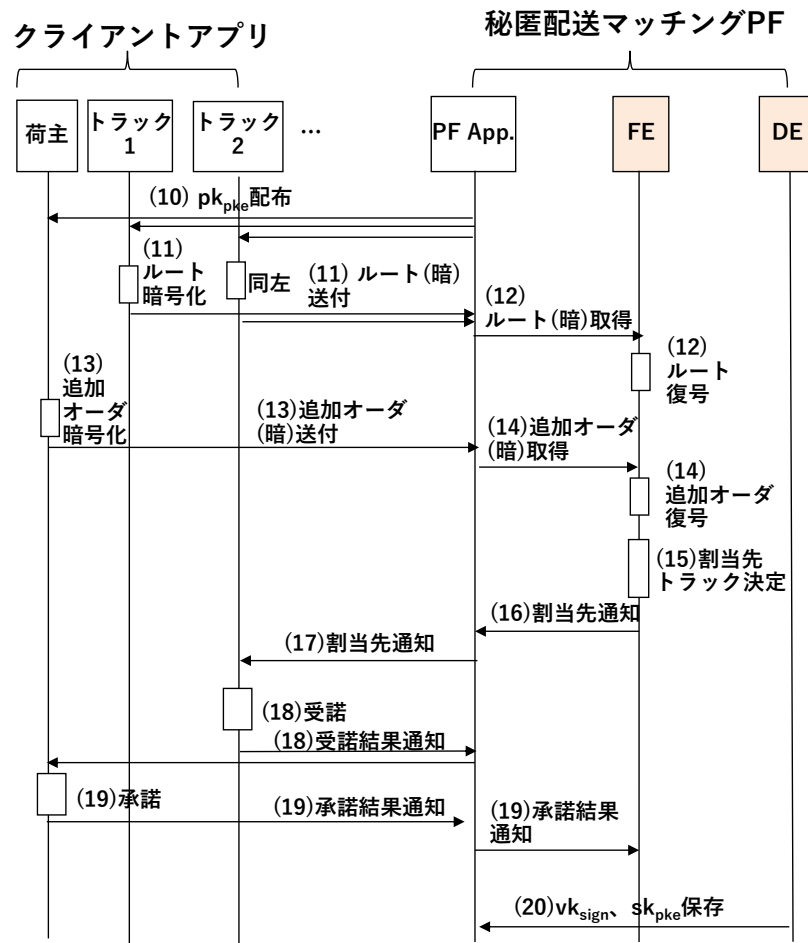 クライアントアプリ
秘匿配送マッチングPF
荷主
トラック
1
トラック
2
…
PF App.
FE
DE
(10) pkpke配布
(11)
ルート
暗号化
同左
(11) ルート(暗)
送付
(12)
ルート(暗)取得
(12)
ルート
復号
(13)
追加
オーダ
暗号化
(13)追加オーダ
(暗)送付
(14)追加オーダ
(暗)取得
(14)
追加オーダ
復号
(15)割当先
トラック決定
(16)割当先通知
(17)割当先通知
(18)受諾
(18)受諾結果通知
(19)承諾
(19)承諾結果通知
(19)承諾結果
通知
(20)vksign、skpke保存